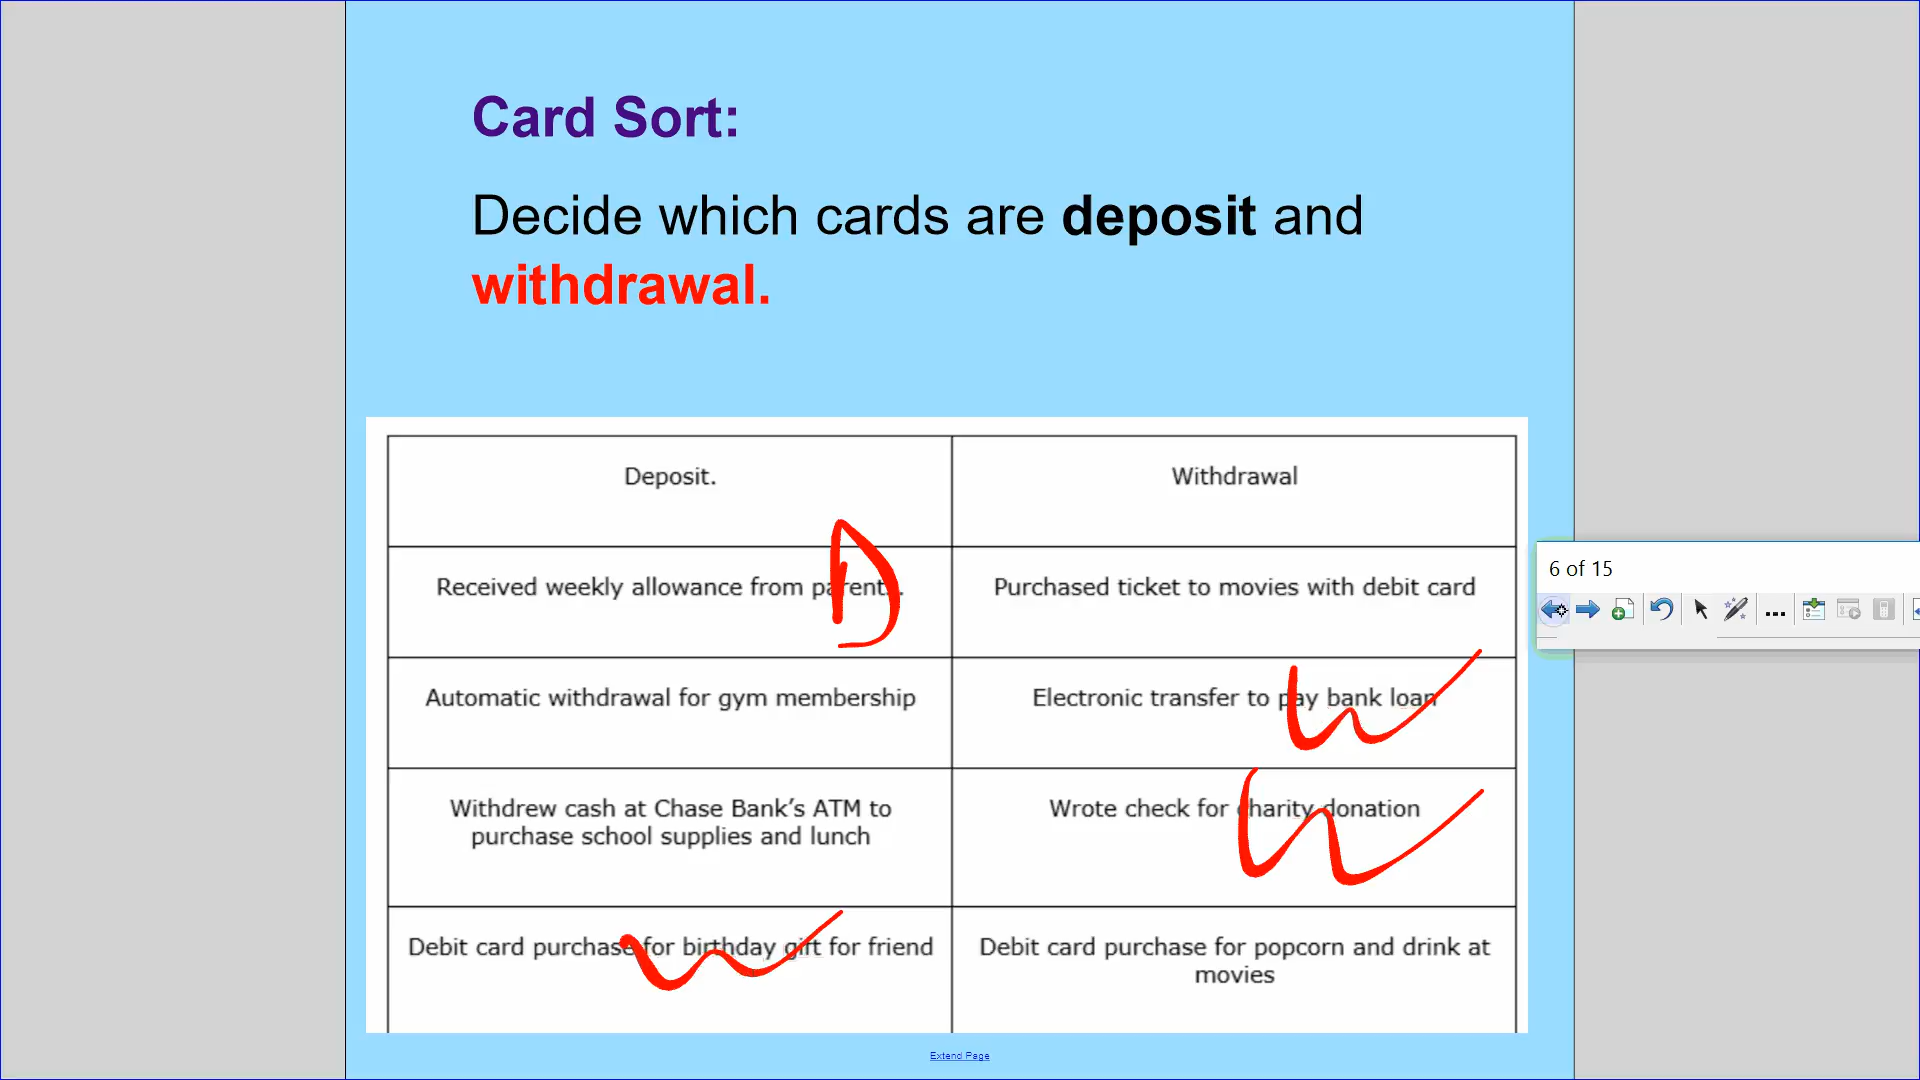 Card Sort:
Decide which cards are deposit and
withdrawal.
Deposit.
Withdrawal
D
Received weekly allowance from parents.
Purchased ticket to movies with debit card
6 of 15
Automatic withdrawal for gym membership
Electronic transfer to pay bank loan
W
Withdrew cash at Chase Bank’s ATM to
purchase school supplies and lunch
Wrote check for charity donation
W
Debit card purchase for birthday gift for friend
W
Debit card purchase for popcorn and drink at
movies
Extend Page